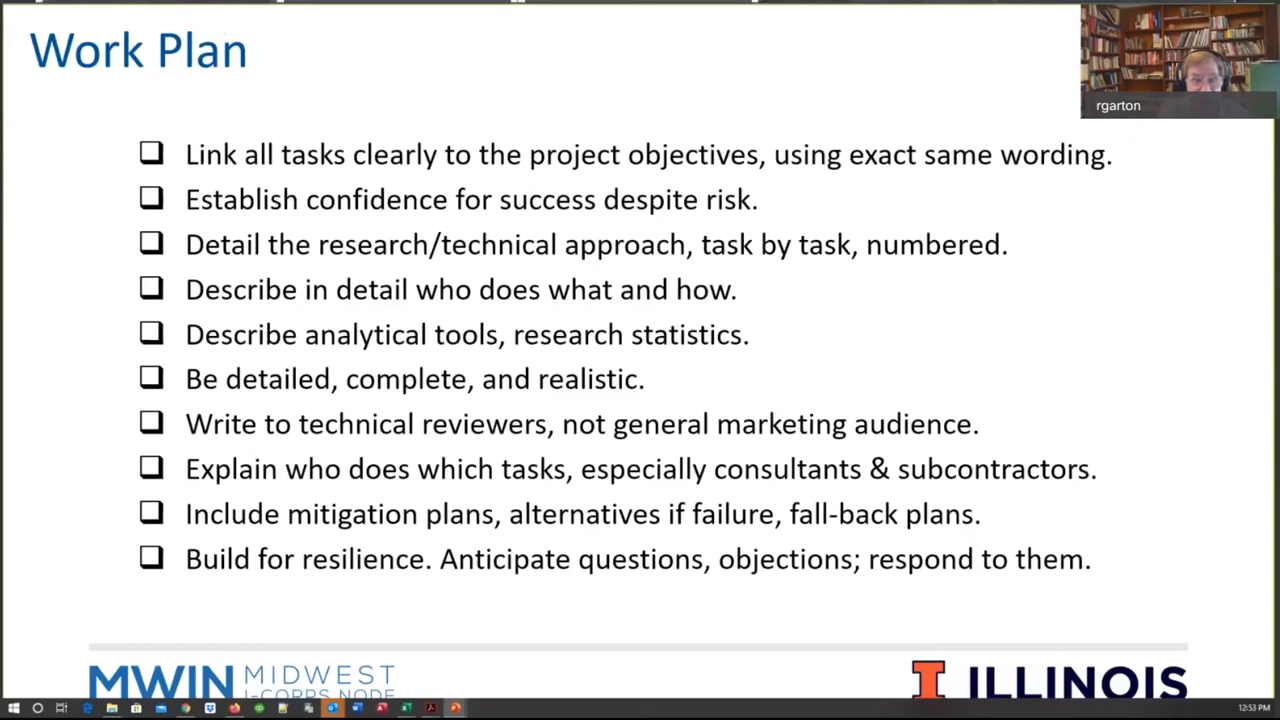 Work Plan
rgarton
❑ Link all tasks clearly to the project objectives, using exact same wording.
❑ Establish confidence for success despite risk.
❑ Detail the research/technical approach, task by task, numbered.
❑ Describe in detail who does what and how.
❑ Describe analytical tools, research statistics.
❑ Be detailed, complete, and realistic.
❑ Write to technical reviewers, not general marketing audience.
❑ Explain who does which tasks, especially consultants & subcontractors.
❑ Include mitigation plans, alternatives if failure, fall-back plans.
❑ Build for resilience. Anticipate questions, objections; respond to them.
MWIN MIDWEST
I-CORPS NODE
I ILLINOIS
12:53 PM